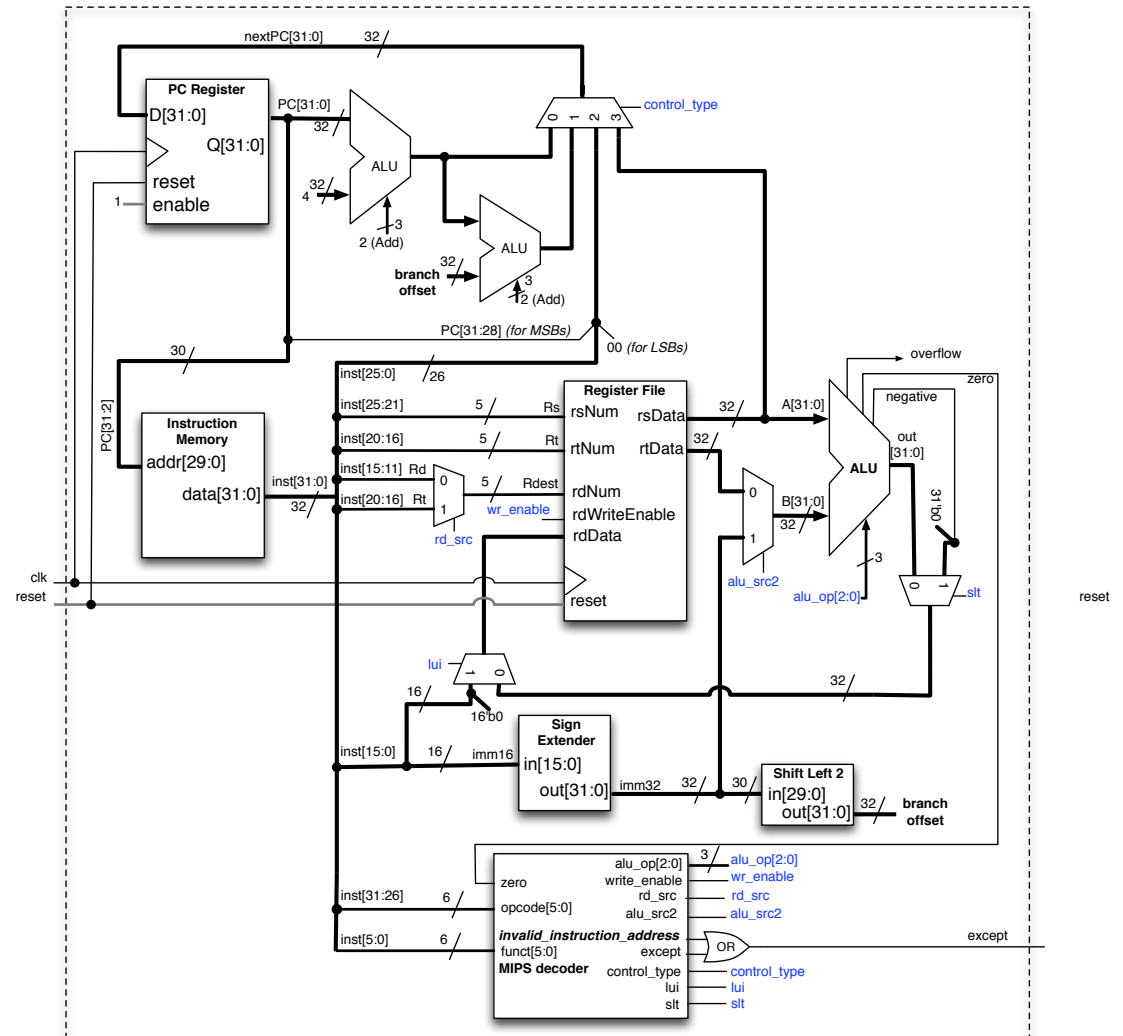 nextPC[31:0] 32
PC Register
D[31:0]
Q[31:0]
reset
enable
1
PC[31:0]
32
ALU
32
4
3
2 (Add)
0 1 2 3
control_type
ALU
32
branch
offset
3
2 (Add)
PC[31:28] (for MSBs)
00 (for LSBs)
30
PC[31:2]
inst[25:0]
26
Instruction
Memory
addr[29:0]
data[31:0]
inst[31:0]
32
inst[25:21] 5 Rs
inst[20:16] 5 Rt
inst[15:11] Rd
inst[20:16] Rt
0
1
rd_src
5 Rdest
wr_enable
Register File
rsNum
rsData
rtNum
rtData
rdNum
rdWriteEnable
rdData
reset
32
32
0
1
alu_src2
A[31:0]
B[31:0]
32
ALU
overflow
zero
negative
out
[31:0]
31'b0
3
alu_op[2:0]
0 1
slt
clk
reset
reset
lui
1 0
16
16'b0
32
inst[15:0]
16
imm16
Sign
Extender
in[15:0]
out[31:0]
imm32
32
30
Shift Left 2
in[29:0]
out[31:0]
32
branch
offset
inst[31:26]
6
inst[5:0]
6
zero
opcode[5:0]
invalid_instruction_address
funct[5:0]
MIPS decoder
alu_op[2:0]
write_enable
rd_src
alu_src2
except
control_type
lui
slt
3
alu_op[2:0]
wr_enable
rd_src
alu_src2
OR
except
control_type
lui
slt